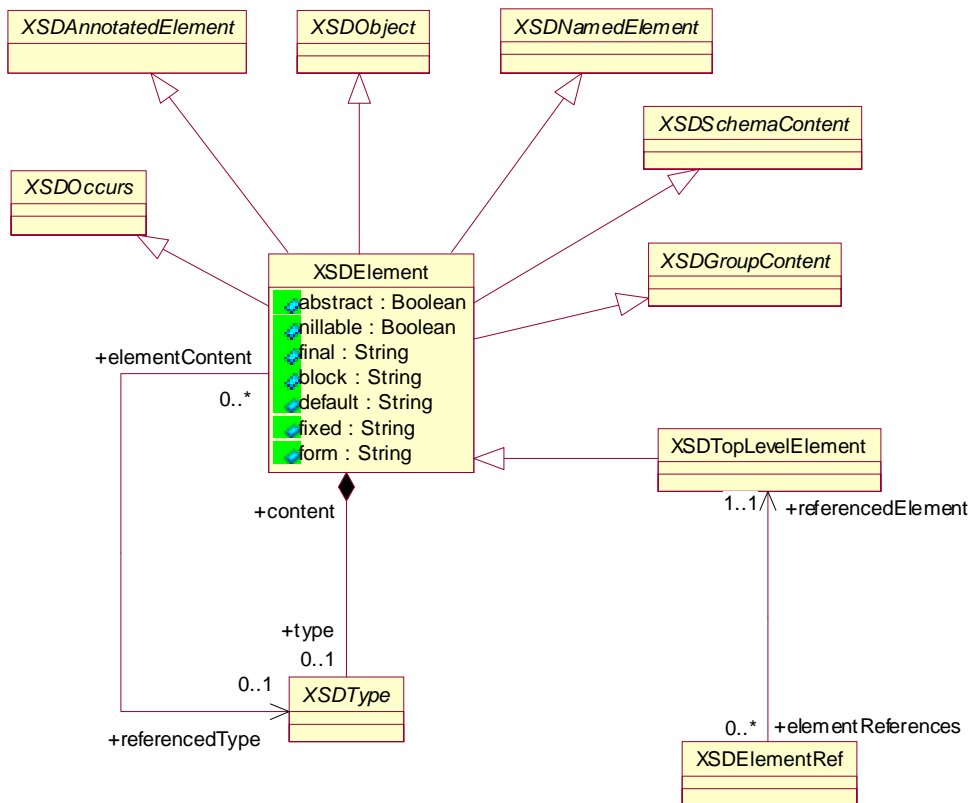 XSDAnnotatedElement
XSDObject
XSDNamedElement
XSDSchemaContent
XSDOccurs
XSDGroupContent
XSDElement
abstract : Boolean
nillable : Boolean
final : String
block : String
default : String
fixed : String
form : String
+elementContent
0..*
XSDTopLevelElement
1..1
+referencedElement
+content
+type
0..1
0..1
XSDType
+referencedType
0..*
+elementReferences
XSDElementRef